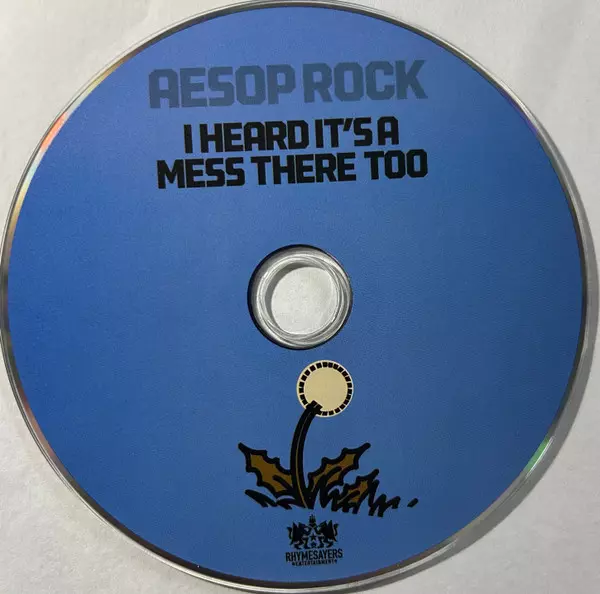 AESOP ROCK
I HEARD IT'S A
MESS THERE TOO
RHYMESAYERS
ENTERTAINMENT